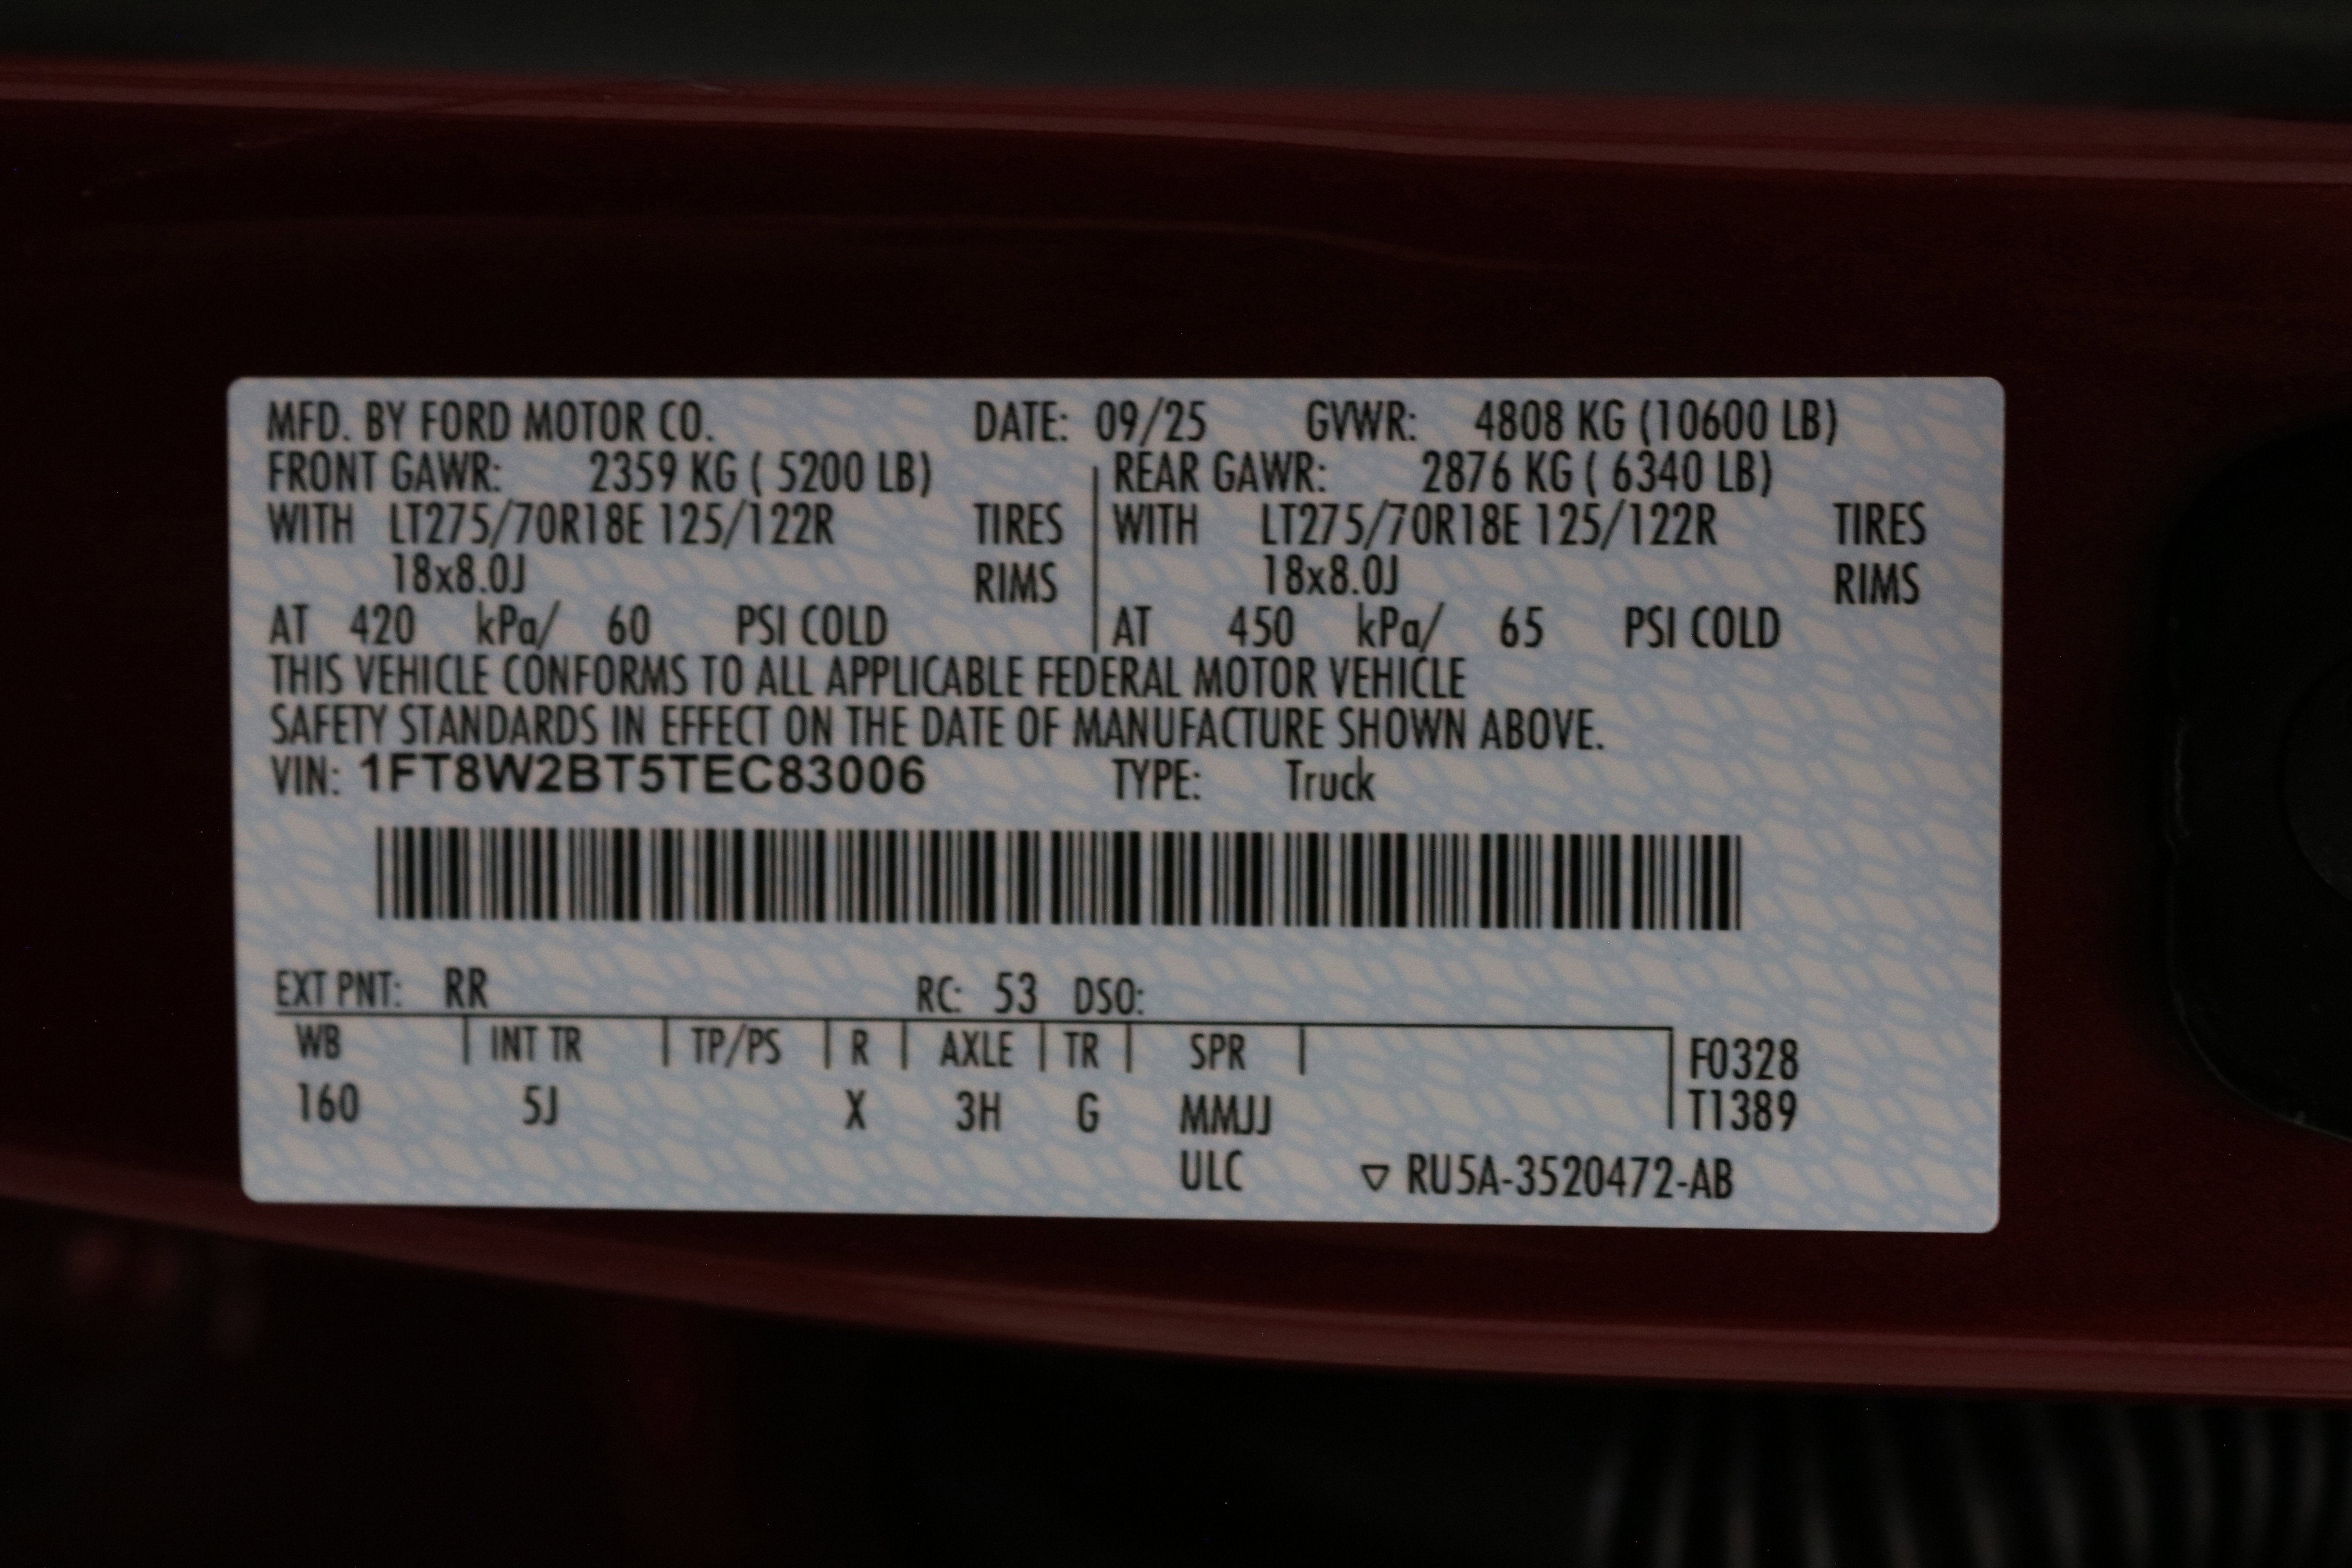 MFD. BY FORD MOTOR CO. DATE: 09/25 GVWR: 4808 KG (10600 LB)
FRONT GAWR: 2359 KG ( 5200 LB) REAR GAWR: 2876 KG ( 6340 LB)
WITH LT275/70R18E 125/122R TIRES WITH LT275/70R18E 125/122R TIRES
18x8.0J RIMS 18x8.0J RIMS
AT 420 kPa/ 60 PSI COLD AT 450 kPa/ 65 PSI COLD
THIS VEHICLE CONFORMS TO ALL APPLICABLE FEDERAL MOTOR VEHICLE
SAFETY STANDARDS IN EFFECT ON THE DATE OF MANUFACTURE SHOWN ABOVE.
VIN: 1FT8W2BT5TEC83006 TYPE: Truck
EXT PNT: RR RC: 53 DSO:
WB INT TR TP/PS R AXLE TR SPR F0328
160 5J X 3H G MMJJ T1389
ULC ▽ RU5A-3520472-AB